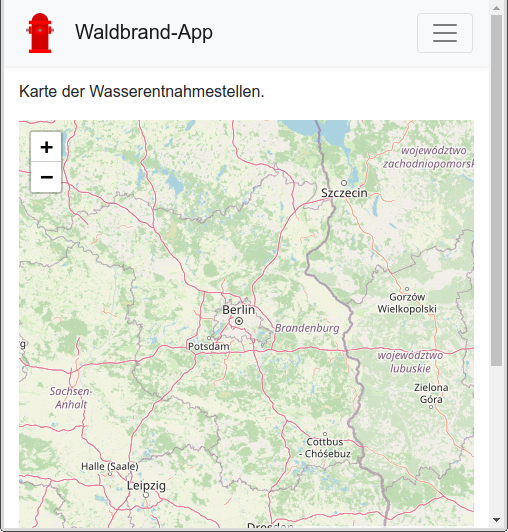 Waldbrand-App
Karte der Wasserentnahmestellen.
+
−
województwo
zachodniopomorsk
Szczecin
Gorzów
Wielkopolski
Berlin
Brandenburg
Potsdam
województwo
lubuskie
Sachsen-
Anhalt
Zielona
Góra
Cottbus
- Chóśebuz
Halle (Saale)
Leipzig
Dresden